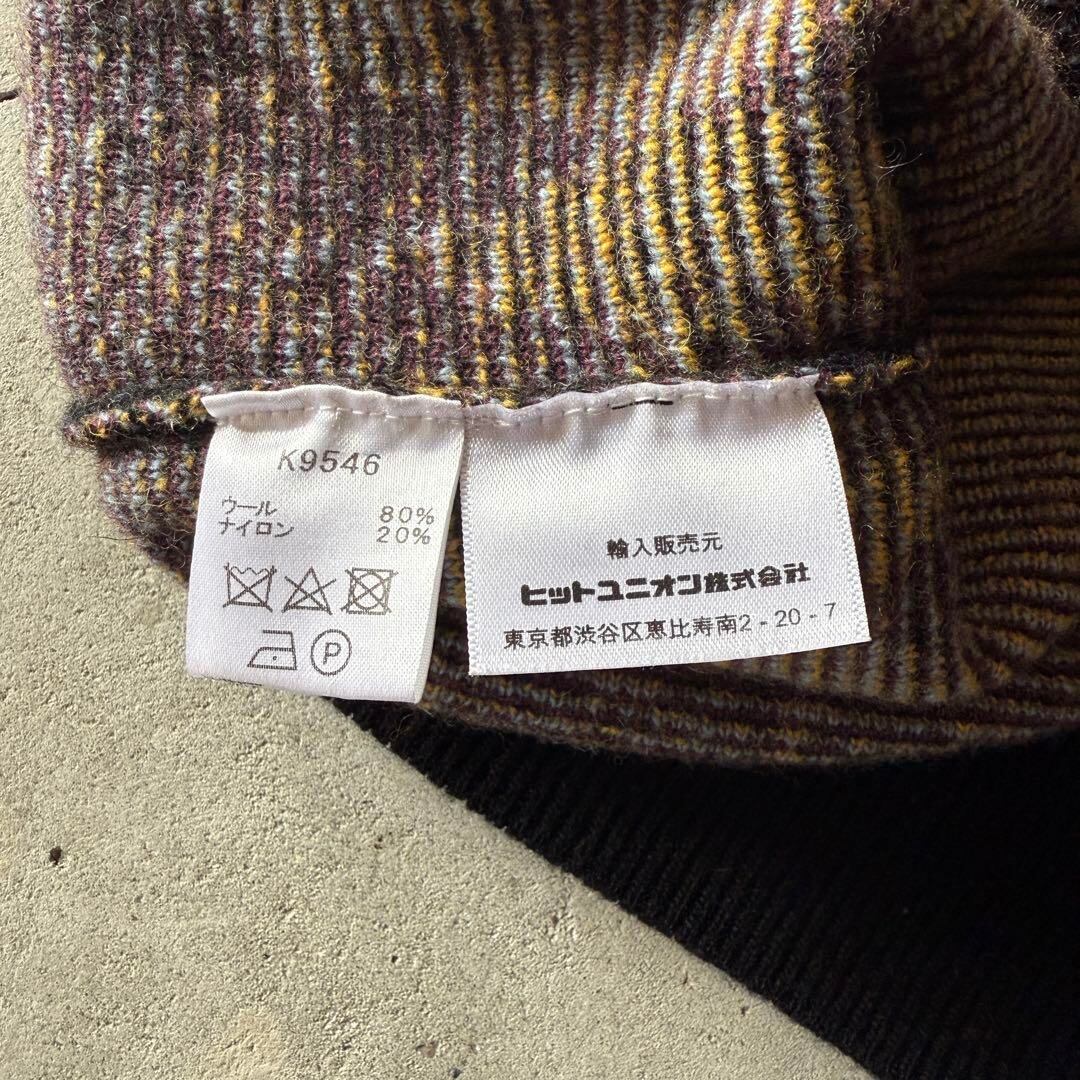 K9546
ウール 80%
ナイロン 20%
P
輸入販売元
ヒットユニオン株式会社
東京都渋谷区恵比寿南2-20-7